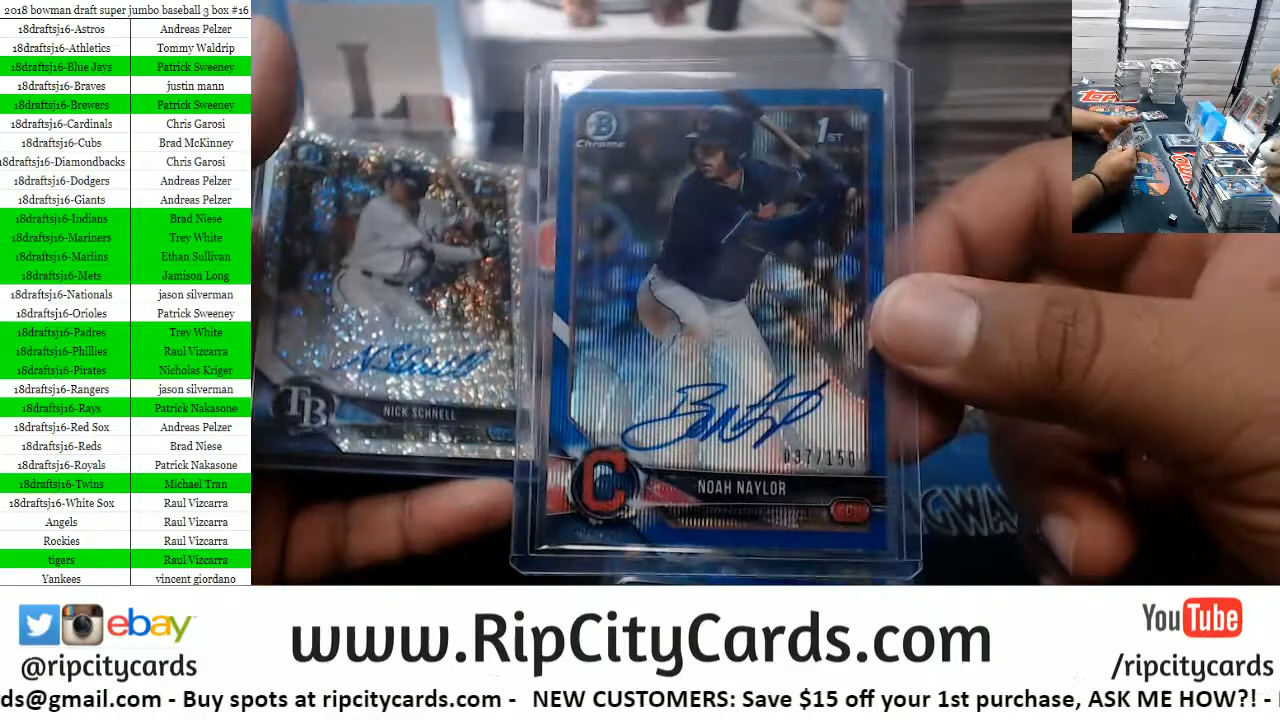 2018 bowman draft super jumbo baseball 3 box #16
18draftsj16-Astros Andreas Pelzer
18draftsj16-Athletics Tommy Waldrip
18draftsj16-Blue Jays Patrick Sweeney
18draftsj16-Braves justin mann
18draftsj16-Brewers Patrick Sweeney
18draftsj16-Cardinals Chris Garosi
18draftsj16-Cubs Brad McKinney
18draftsj16-Diamondbacks Chris Garosi
18draftsj16-Dodgers Andreas Pelzer
18draftsj16-Giants Andreas Pelzer
18draftsj16-Indians Brad Niese
18draftsj16-Mariners Trey White
18draftsj16-Marlins Ethan Sullivan
18draftsj16-Mets Jamison Long
18draftsj16-Nationals jason silverman
18draftsj16-Orioles Patrick Sweeney
18draftsj16-Padres Trey White
18draftsj16-Phillies Raul Vizcarra
18draftsj16-Pirates Nicholas Kriger
18draftsj16-Rangers jason silverman
18draftsj16-Rays Patrick Nakasone
18draftsj16-Red Sox Andreas Pelzer
18draftsj16-Reds Brad Niese
18draftsj16-Royals Patrick Nakasone
18draftsj16-Twins Michael Tran
18draftsj16-White Sox Raul Vizcarra
Angels Raul Vizcarra
Rockies Raul Vizcarra
tigers Raul Vizcarra
Yankees vincent giordano
B
Chrome
1ST
037/150
C
NOAH NAYLOR
TB
NICK SCHNELL
GWA
TOPPS
ebay
@ripcitycards
www.RipCityCards.com
YouTube
/ripcitycards
ds@gmail.com - Buy spots at ripcitycards.com - NEW CUSTOMERS: Save $15 off your 1st purchase, ASK ME HOW?! -